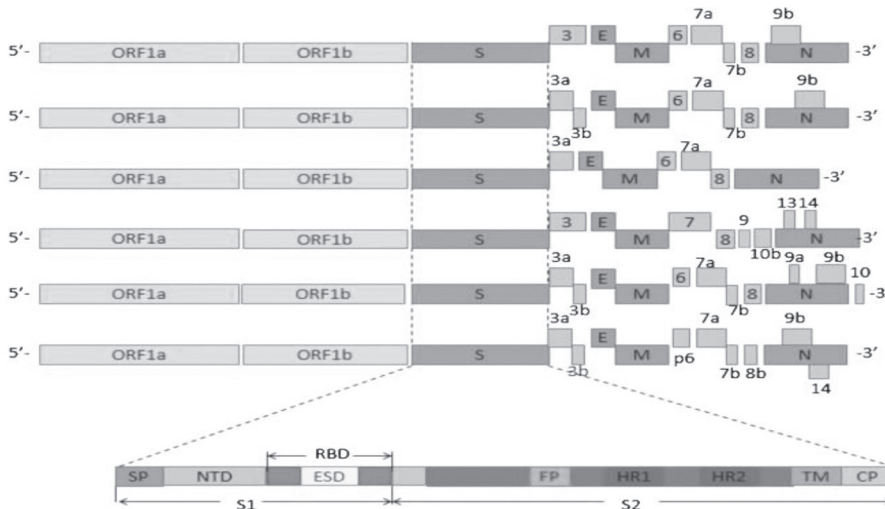 7a 9b
3 E 6
5'- ORF1a ORF1b S M 7b 8 N -3'
3a 7a 9b
E 6
5'- ORF1a ORF1b S 3b M 7b 8 N -3'
3a E 6 7a
5'- ORF1a ORF1b S M 8 N -3'
13 14
3 E 7 9
5'- ORF1a ORF1b S M 8 10b N -3'
3a 7a 9a 9b 10
E 6
5'- ORF1a ORF1b S 3b M 7b 8 N -3'
3a 7a 9b
E
5'- ORF1a ORF1b S 3b M p6 7b 8b N -3'
14
RBD
SP NTD ESD FP HR1 HR2 TM CP
S1 S2